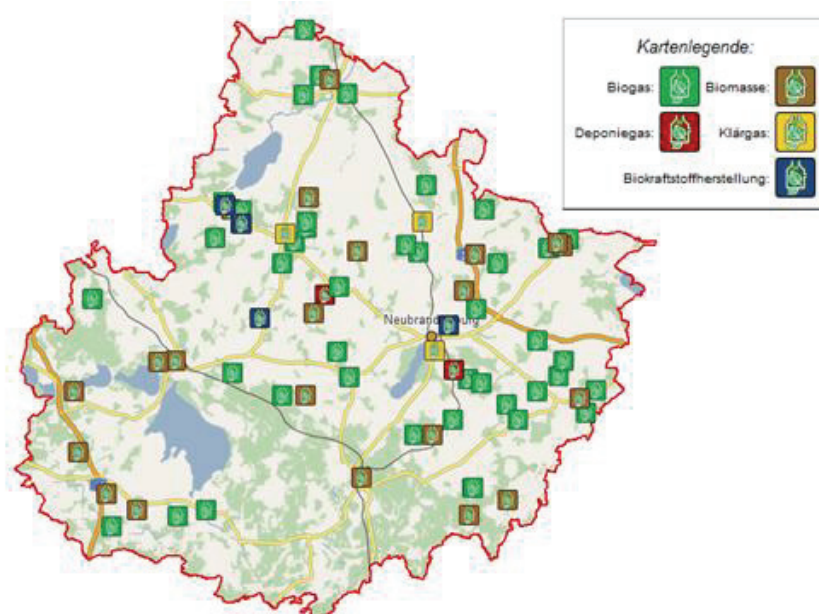 Kartenlegende:
Biogas: Biomasse:
Deponiegas: Klärgas:
Biokraftstoffherstellung:
Neubrandenburg